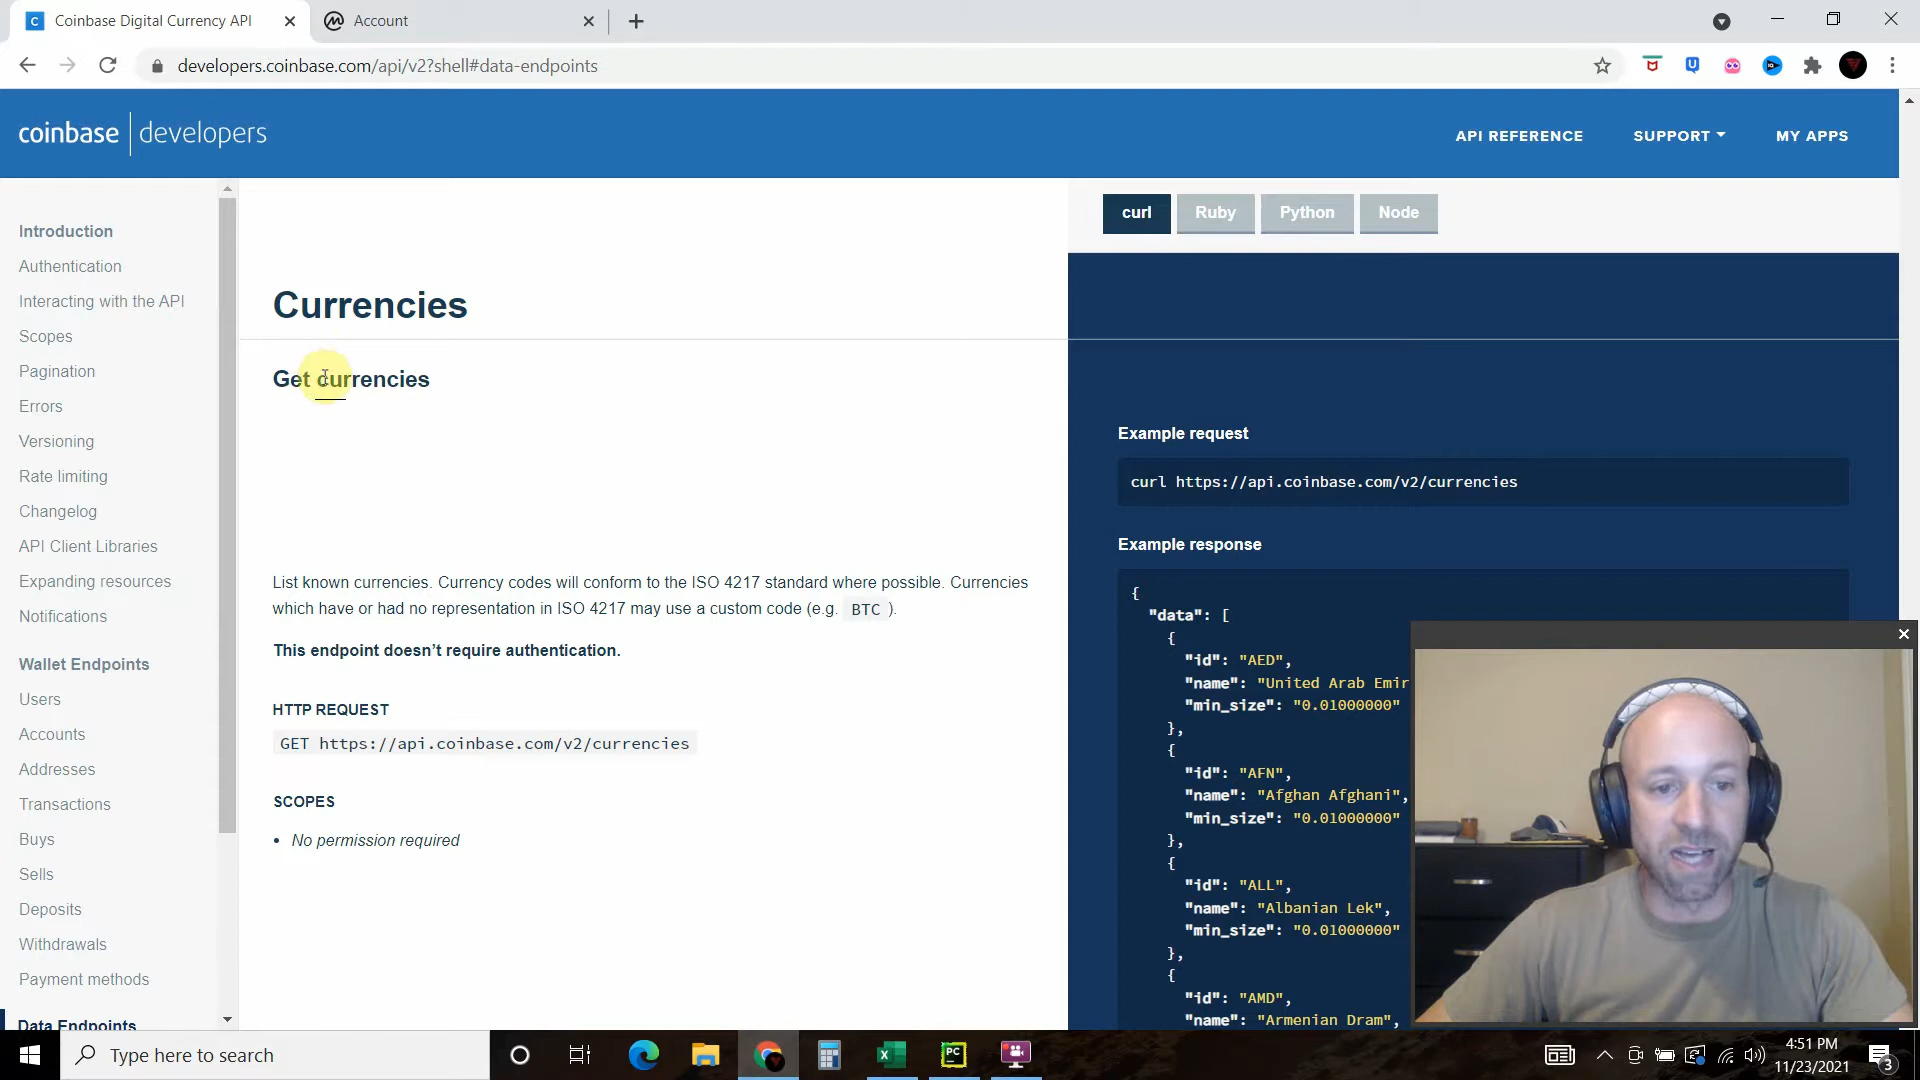 Coinbase Digital Currency API
Account
developers.coinbase.com/api/v2?shell#data-endpoints
coinbase developers
API REFERENCE
SUPPORT
MY APPS
Introduction
Authentication
Interacting with the API
Scopes
Pagination
Errors
Versioning
Rate limiting
Changelog
API Client Libraries
Expanding resources
Notifications
Wallet Endpoints
Users
Accounts
Addresses
Transactions
Buys
Sells
Deposits
Withdrawals
Payment methods
Data Endpoints
Currencies
Get currencies
List known currencies. Currency codes will conform to the ISO 4217 standard where possible. Currencies
which have or had no representation in ISO 4217 may use a custom code (e.g. BTC ).
This endpoint doesn’t require authentication.
HTTP REQUEST
GET https://api.coinbase.com/v2/currencies
SCOPES
• No permission required
curl
Ruby
Python
Node
Example request
curl https://api.coinbase.com/v2/currencies
Example response
{
"data": [
{
"id": "AED",
"name": "United Arab Emir
"min_size": "0.01000000"
},
{
"id": "AFN",
"name": "Afghan Afghani",
"min_size": "0.01000000"
},
{
"id": "ALL",
"name": "Albanian Lek",
"min_size": "0.01000000"
},
{
"id": "AMD",
"name": "Armenian Dram",
Type here to search
PC
4:51 PM
11/23/2021
3